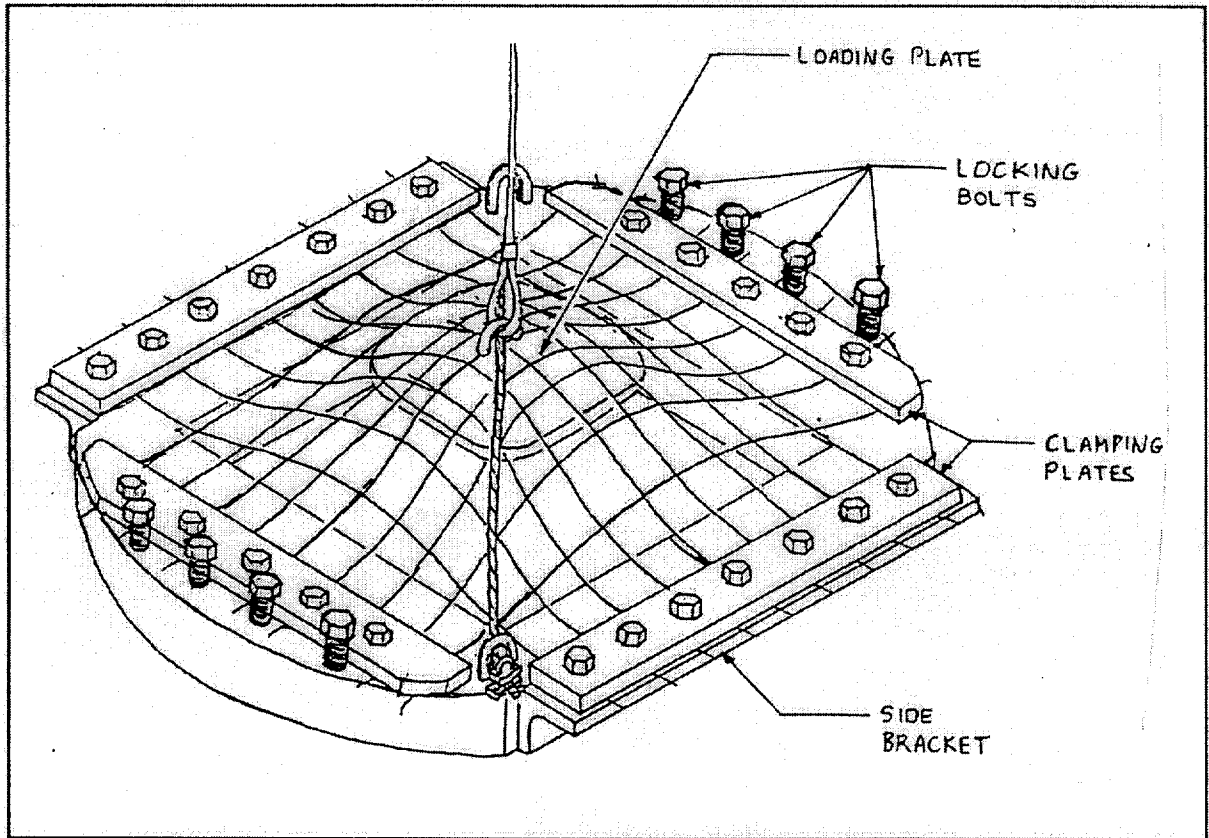 LOADING PLATE
LOCKING
BOLTS
CLAMPING
PLATES
SIDE
BRACKET